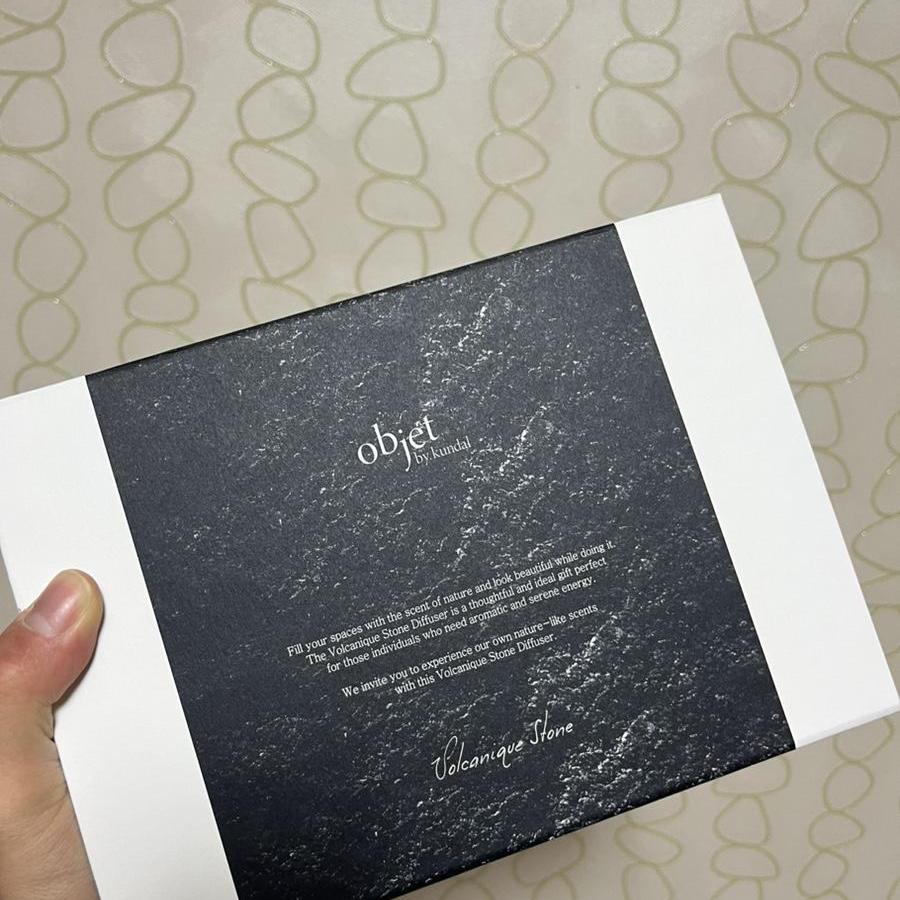 objet
by kundal
Fill your spaces with the scent of nature and look beautiful while doing it.
The Volcanique Stone Diffuser is a thoughtful and ideal gift perfect
for those individuals who need aromatic and serene energy.
We invite you to experience our own nature-like scents
with this Volcanique Stone Diffuser.
Volcanique Stone